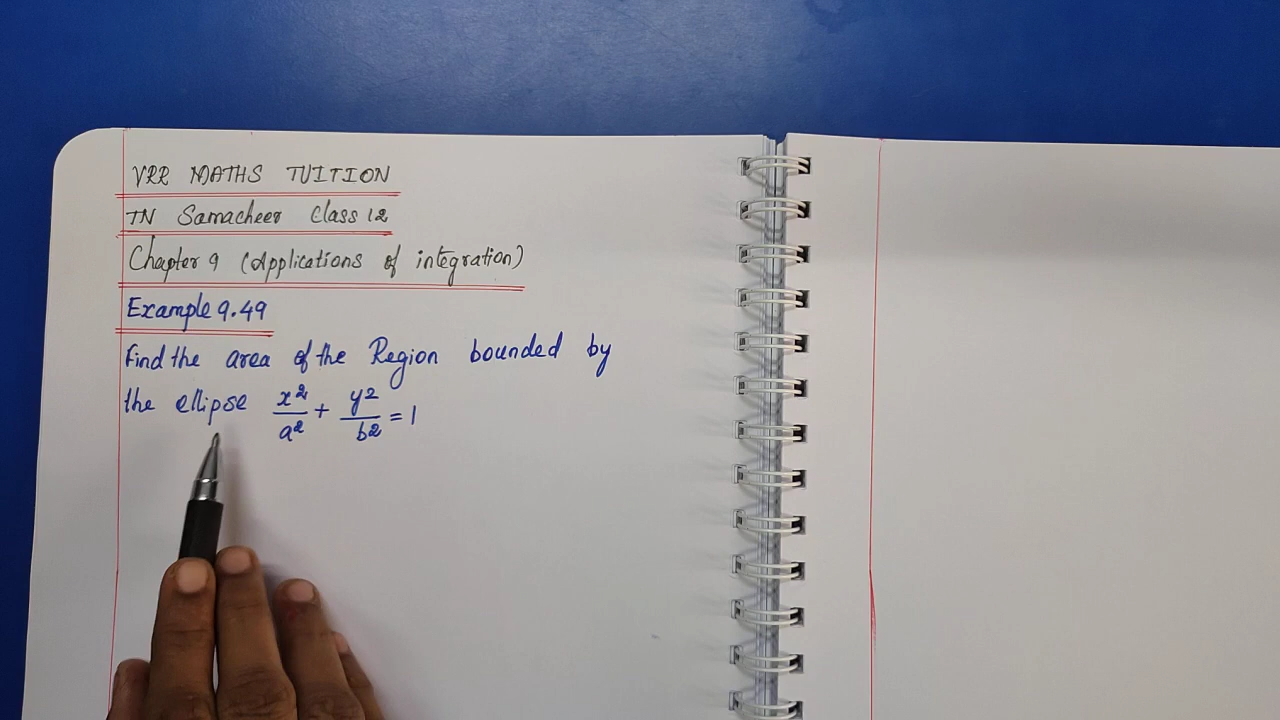 VRR MATHS TUITION
TN Samacheer Class 12
Chapter 9 (Applications of integration)
Example 9.49
Find the area of the Region bounded by
the ellipse x²/a² + y²/b² = 1